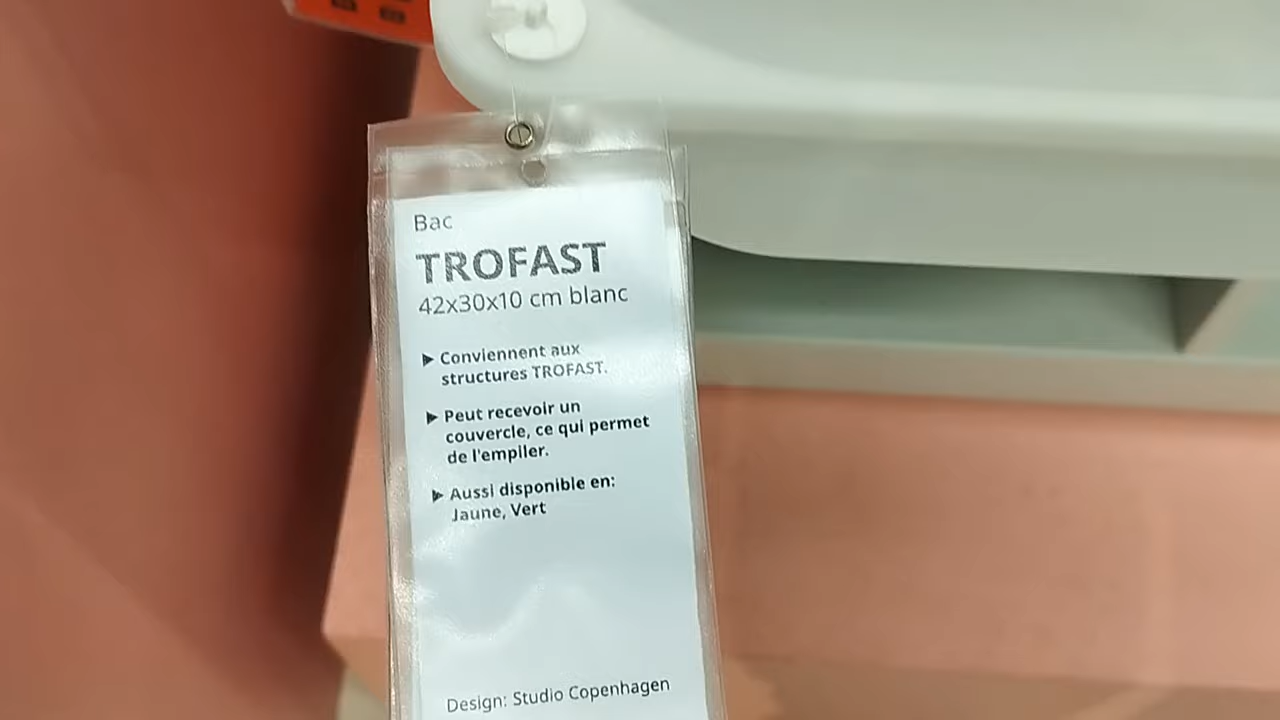 Bac
TROFAST
42x30x10 cm blanc
▶ Conviennent aux
structures TROFAST.
▶ Peut recevoir un
couvercle, ce qui permet
de l'empiler.
▶ Aussi disponible en:
Jaune, Vert
Design: Studio Copenhagen